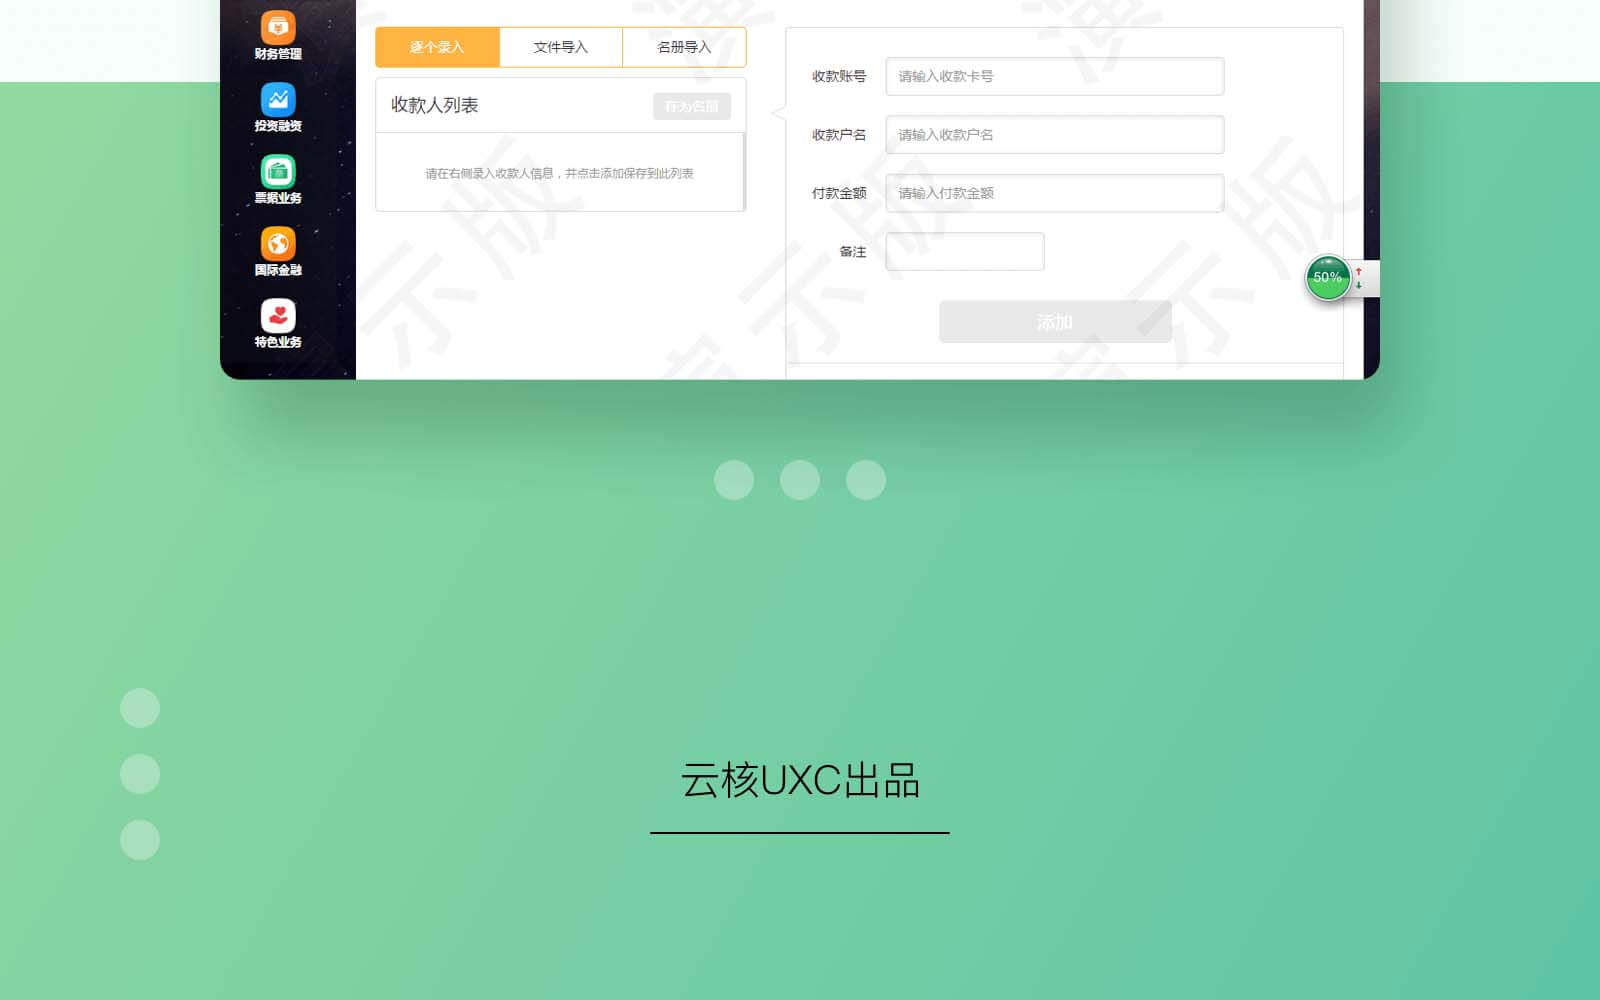 财务管理
投资融资
票据业务
国际金融
特色业务
逐个录入
文件导入
名册导入
收款人列表
存为名册
请在右侧录入收款人信息，并点击添加保存到此列表
收款账号
请输入收款卡号
收款户名
请输入收款户名
付款金额
请输入付款金额
备注
添加
50%
演示版
云核UXC出品